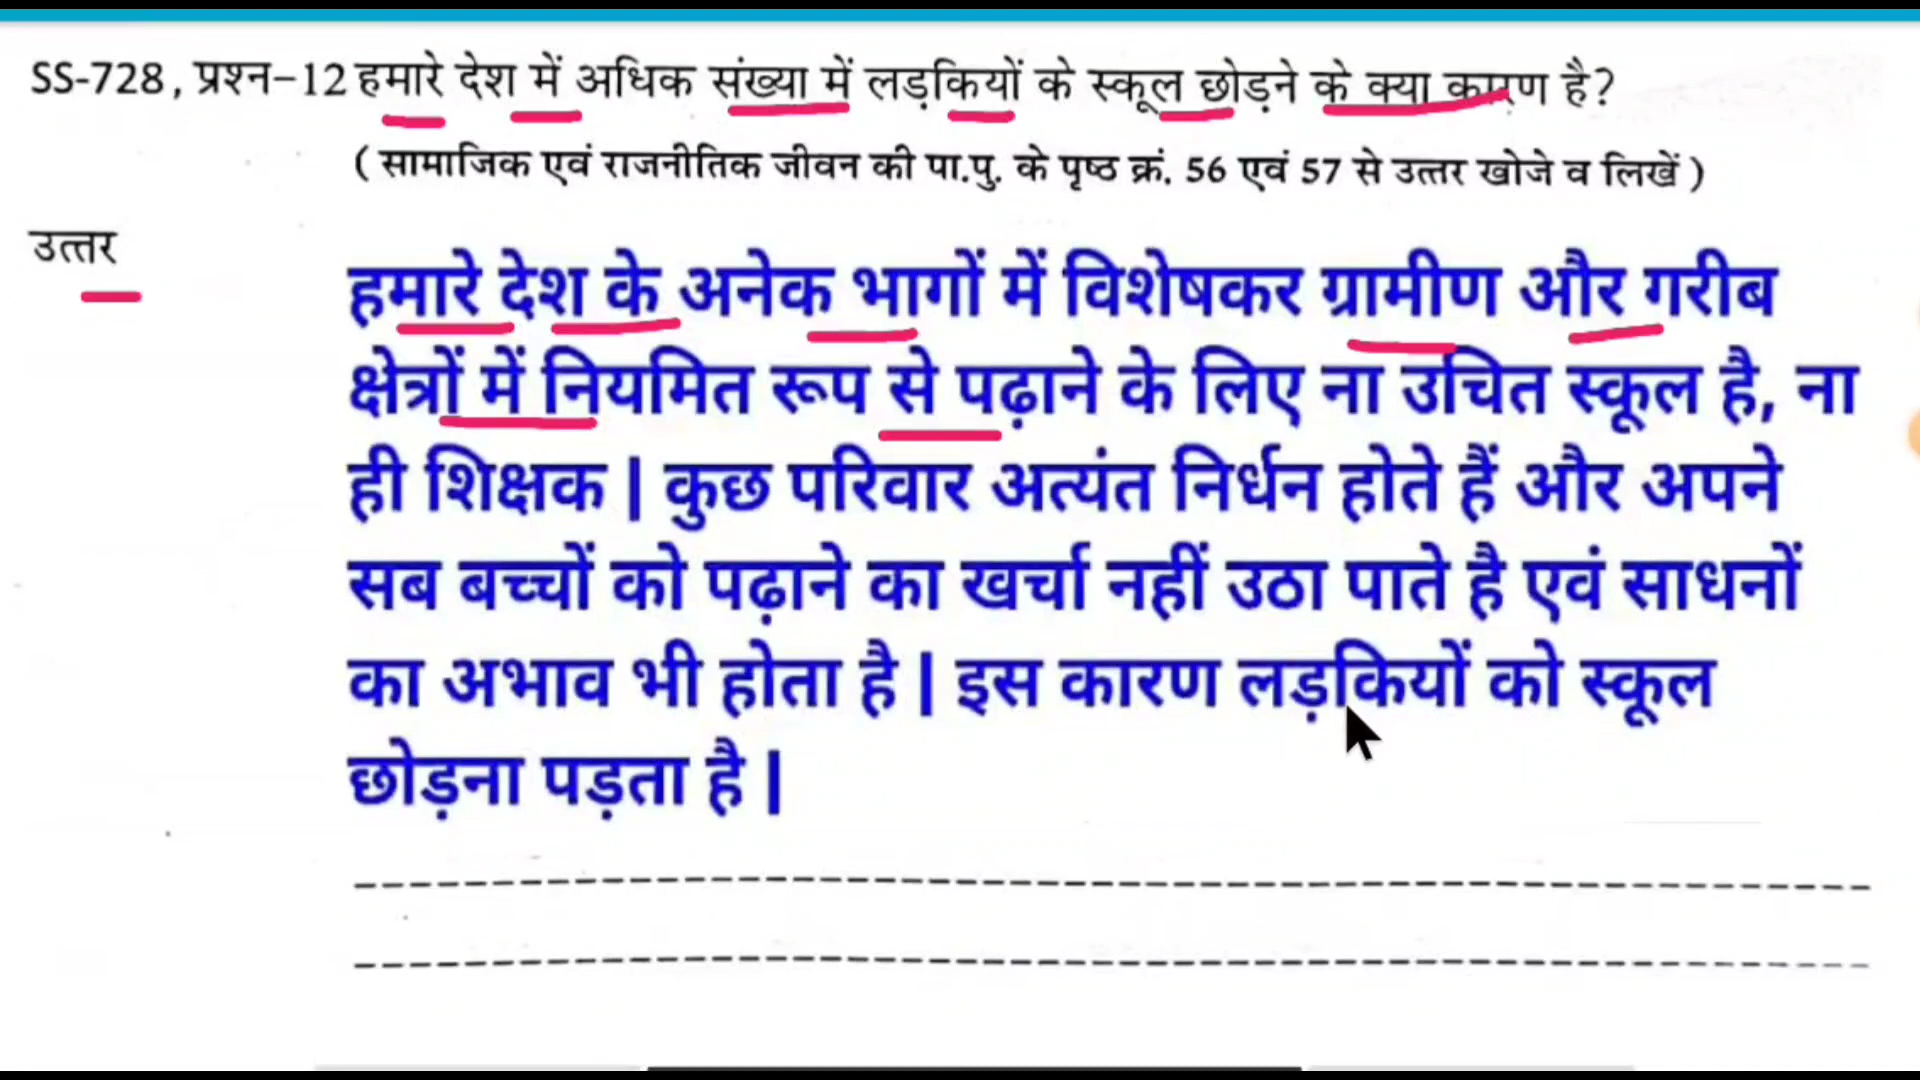 SS-728, प्रश्न–12 हमारे देश में अधिक संख्या में लड़कियों के स्कूल छोड़ने के क्या कारण है?
( सामाजिक एवं राजनीतिक जीवन की पा.पु. के पृष्ठ क्रं. 56 एवं 57 से उत्तर खोजे व लिखें )
उत्तर
हमारे देश के अनेक भागों में विशेषकर ग्रामीण और गरीब
क्षेत्रों में नियमित रूप से पढ़ाने के लिए ना उचित स्कूल है, ना
ही शिक्षक | कुछ परिवार अत्यंत निर्धन होते हैं और अपने
सब बच्चों को पढ़ाने का खर्चा नहीं उठा पाते है एवं साधनों
का अभाव भी होता है | इस कारण लड़कियों को स्कूल
छोड़ना पड़ता है |